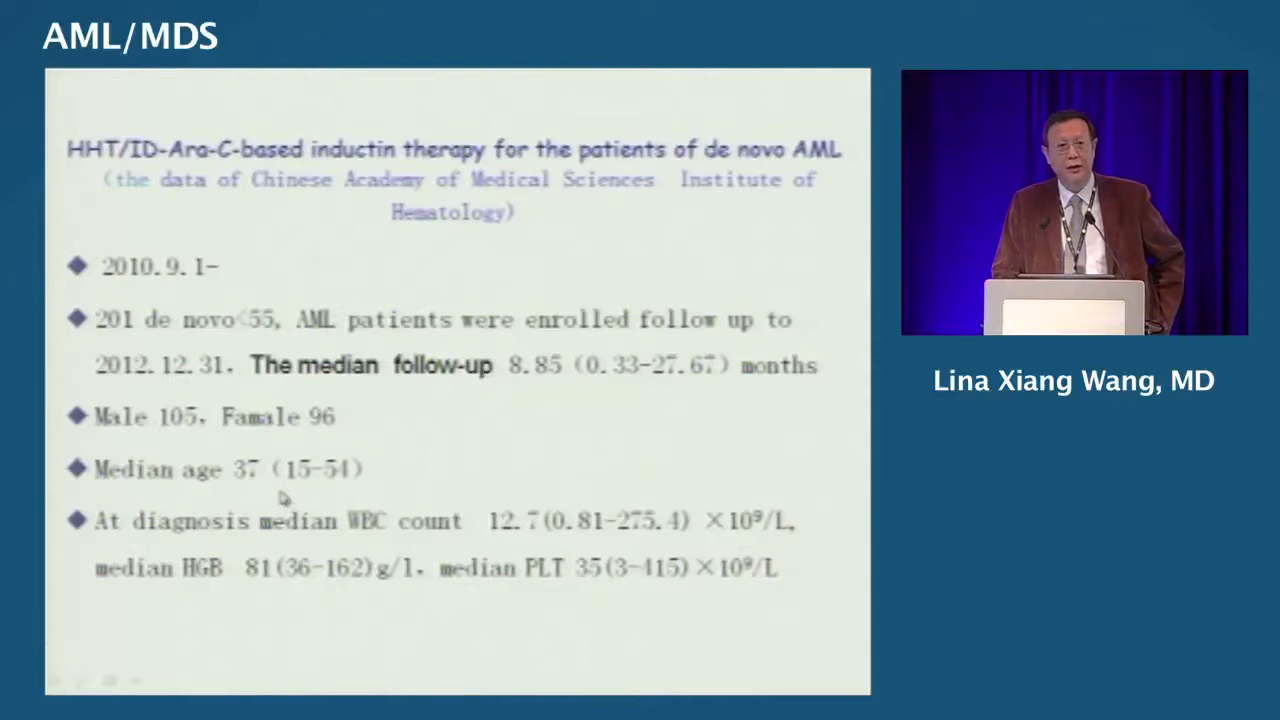 AML/MDS
HHT/ID-Ara-C-based inductin therapy for the patients of de novo AML
(the data of Chinese Academy of Medical Sciences Institute of
Hematology)
2010.9.1-
201 de novo<55, AML patients were enrolled follow up to
2012.12.31. The median follow-up 8.85 (0.33-27.67) months
Male 105, Famale 96
Median age 37 (15-54)
At diagnosis median WBC count 12.7(0.81-275.4) ×10⁹/L,
median HGB 81(36-162)g/l, median PLT 35(3-415)×10⁹/L
Lina Xiang Wang, MD